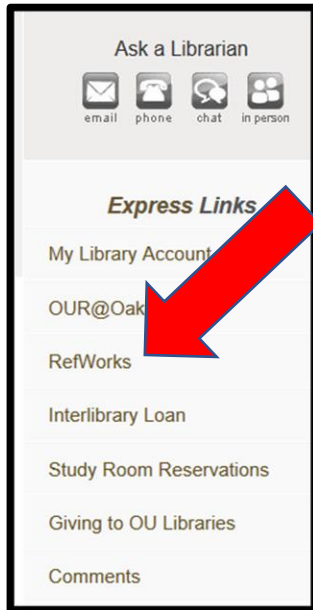 Ask a Librarian
email phone chat in person
Express Links
My Library Account
OUR@Oak
RefWorks
Interlibrary Loan
Study Room Reservations
Giving to OU Libraries
Comments